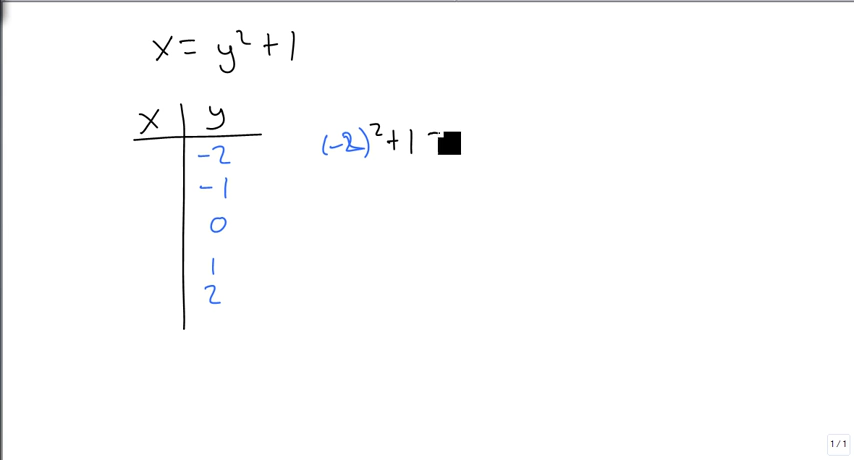 x = y² + 1
x y
-2 (-2)² + 1
-1
0
1
2
1 / 1